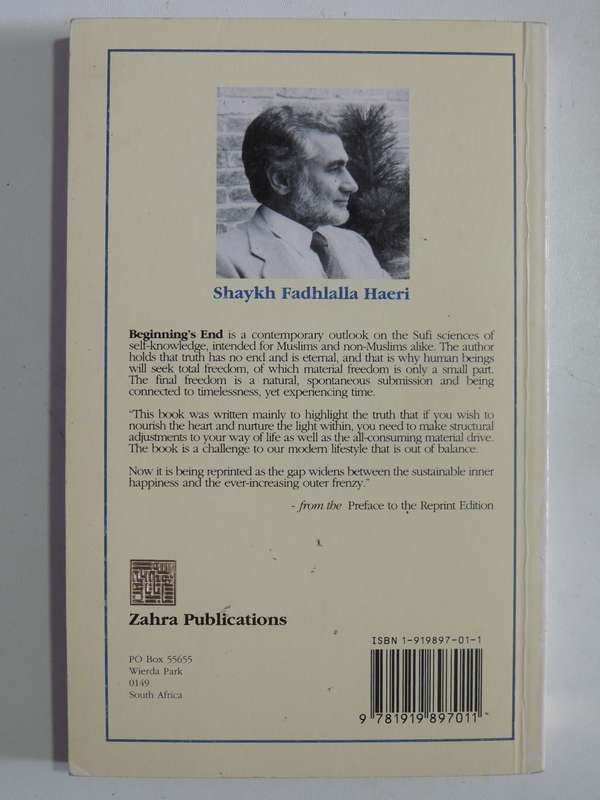 Shaykh Fadhlalla Haeri
Beginning's End is a contemporary outlook on the Sufi sciences of
self-knowledge, intended for Muslims and non-Muslims alike. The author
holds that truth has no end and is eternal, and that is why human beings
will seek total freedom, of which material freedom is only a small part.
The final freedom is a natural, spontaneous submission and being
connected to timelessness, yet experiencing time.
"This book was written mainly to highlight the truth that if you wish to
nourish the heart and nurture the light within, you need to make structural
adjustments to your way of life as well as the all-consuming material drive.
The book is a challenge to our modern lifestyle that is out of balance.
Now it is being reprinted as the gap widens between the sustainable inner
happiness and the ever-increasing outer frenzy."
- from the Preface to the Reprint Edition
Zahra Publications
PO Box 55655
Wierda Park
0149
South Africa
ISBN 1-919897-01-1
9 781919 897011